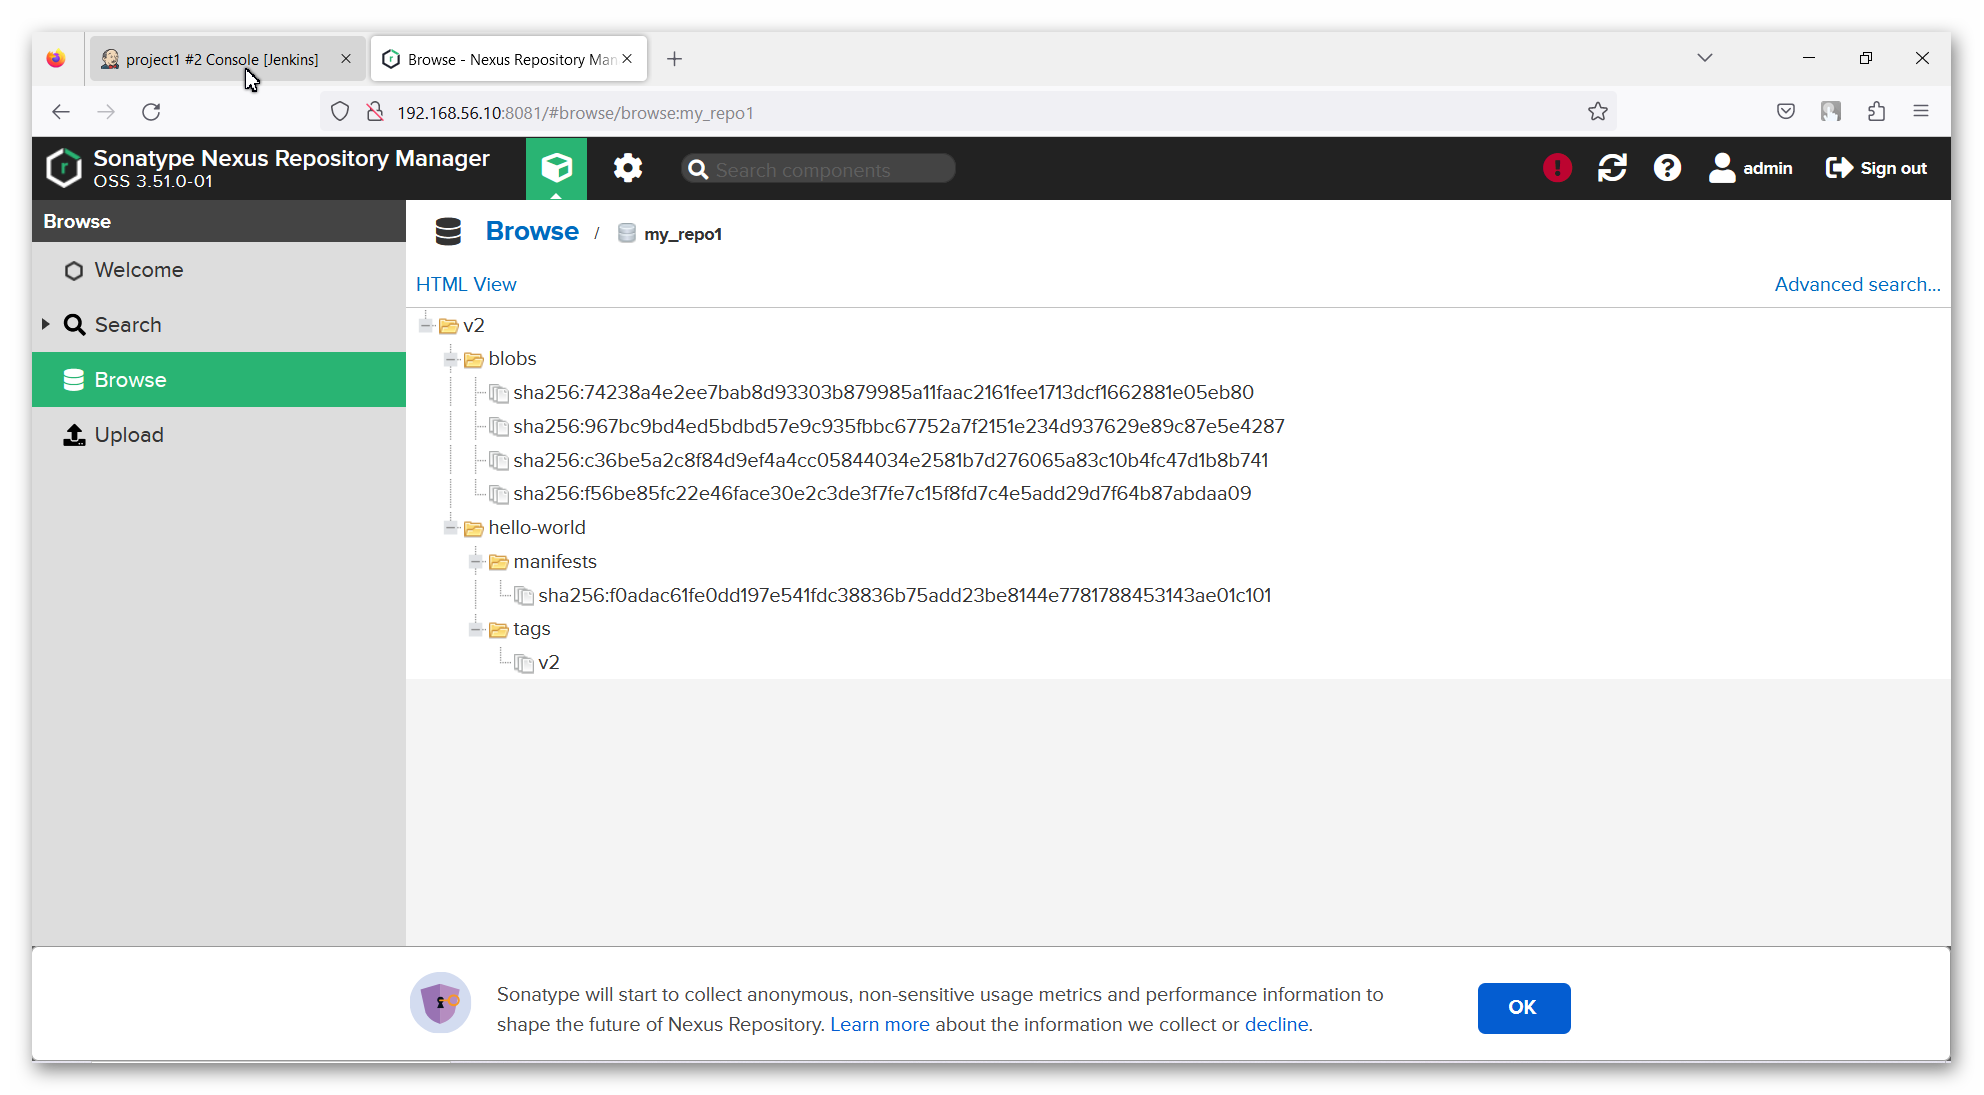 project1 #2 Console [Jenkins]
Browse - Nexus Repository Man
192.168.56.10:8081/#browse/browse:my_repo1
Sonatype Nexus Repository Manager
OSS 3.51.0-01
Search components
admin
Sign out
Browse
Welcome
Search
Browse
Upload
Browse / my_repo1
HTML View
Advanced search...
v2
blobs
sha256:74238a4e2ee7bab8d93303b879985a11faac2161fee1713dcf1662881e05eb80
sha256:967bc9bd4ed5bdbd57e9c935fbbc67752a7f2151e234d937629e89c87e5e4287
sha256:c36be5a2c8f84d9ef4a4cc05844034e2581b7d276065a83c10b4fc47d1b8b741
sha256:f56be85fc22e46face30e2c3de3f7fe7c15f8fd7c4e5add29d7f64b87abdaa09
hello-world
manifests
sha256:f0adac61fe0dd197e541fdc38836b75add23be8144e7781788453143ae01c101
tags
v2
Sonatype will start to collect anonymous, non-sensitive usage metrics and performance information to
shape the future of Nexus Repository. Learn more about the information we collect or decline.
OK